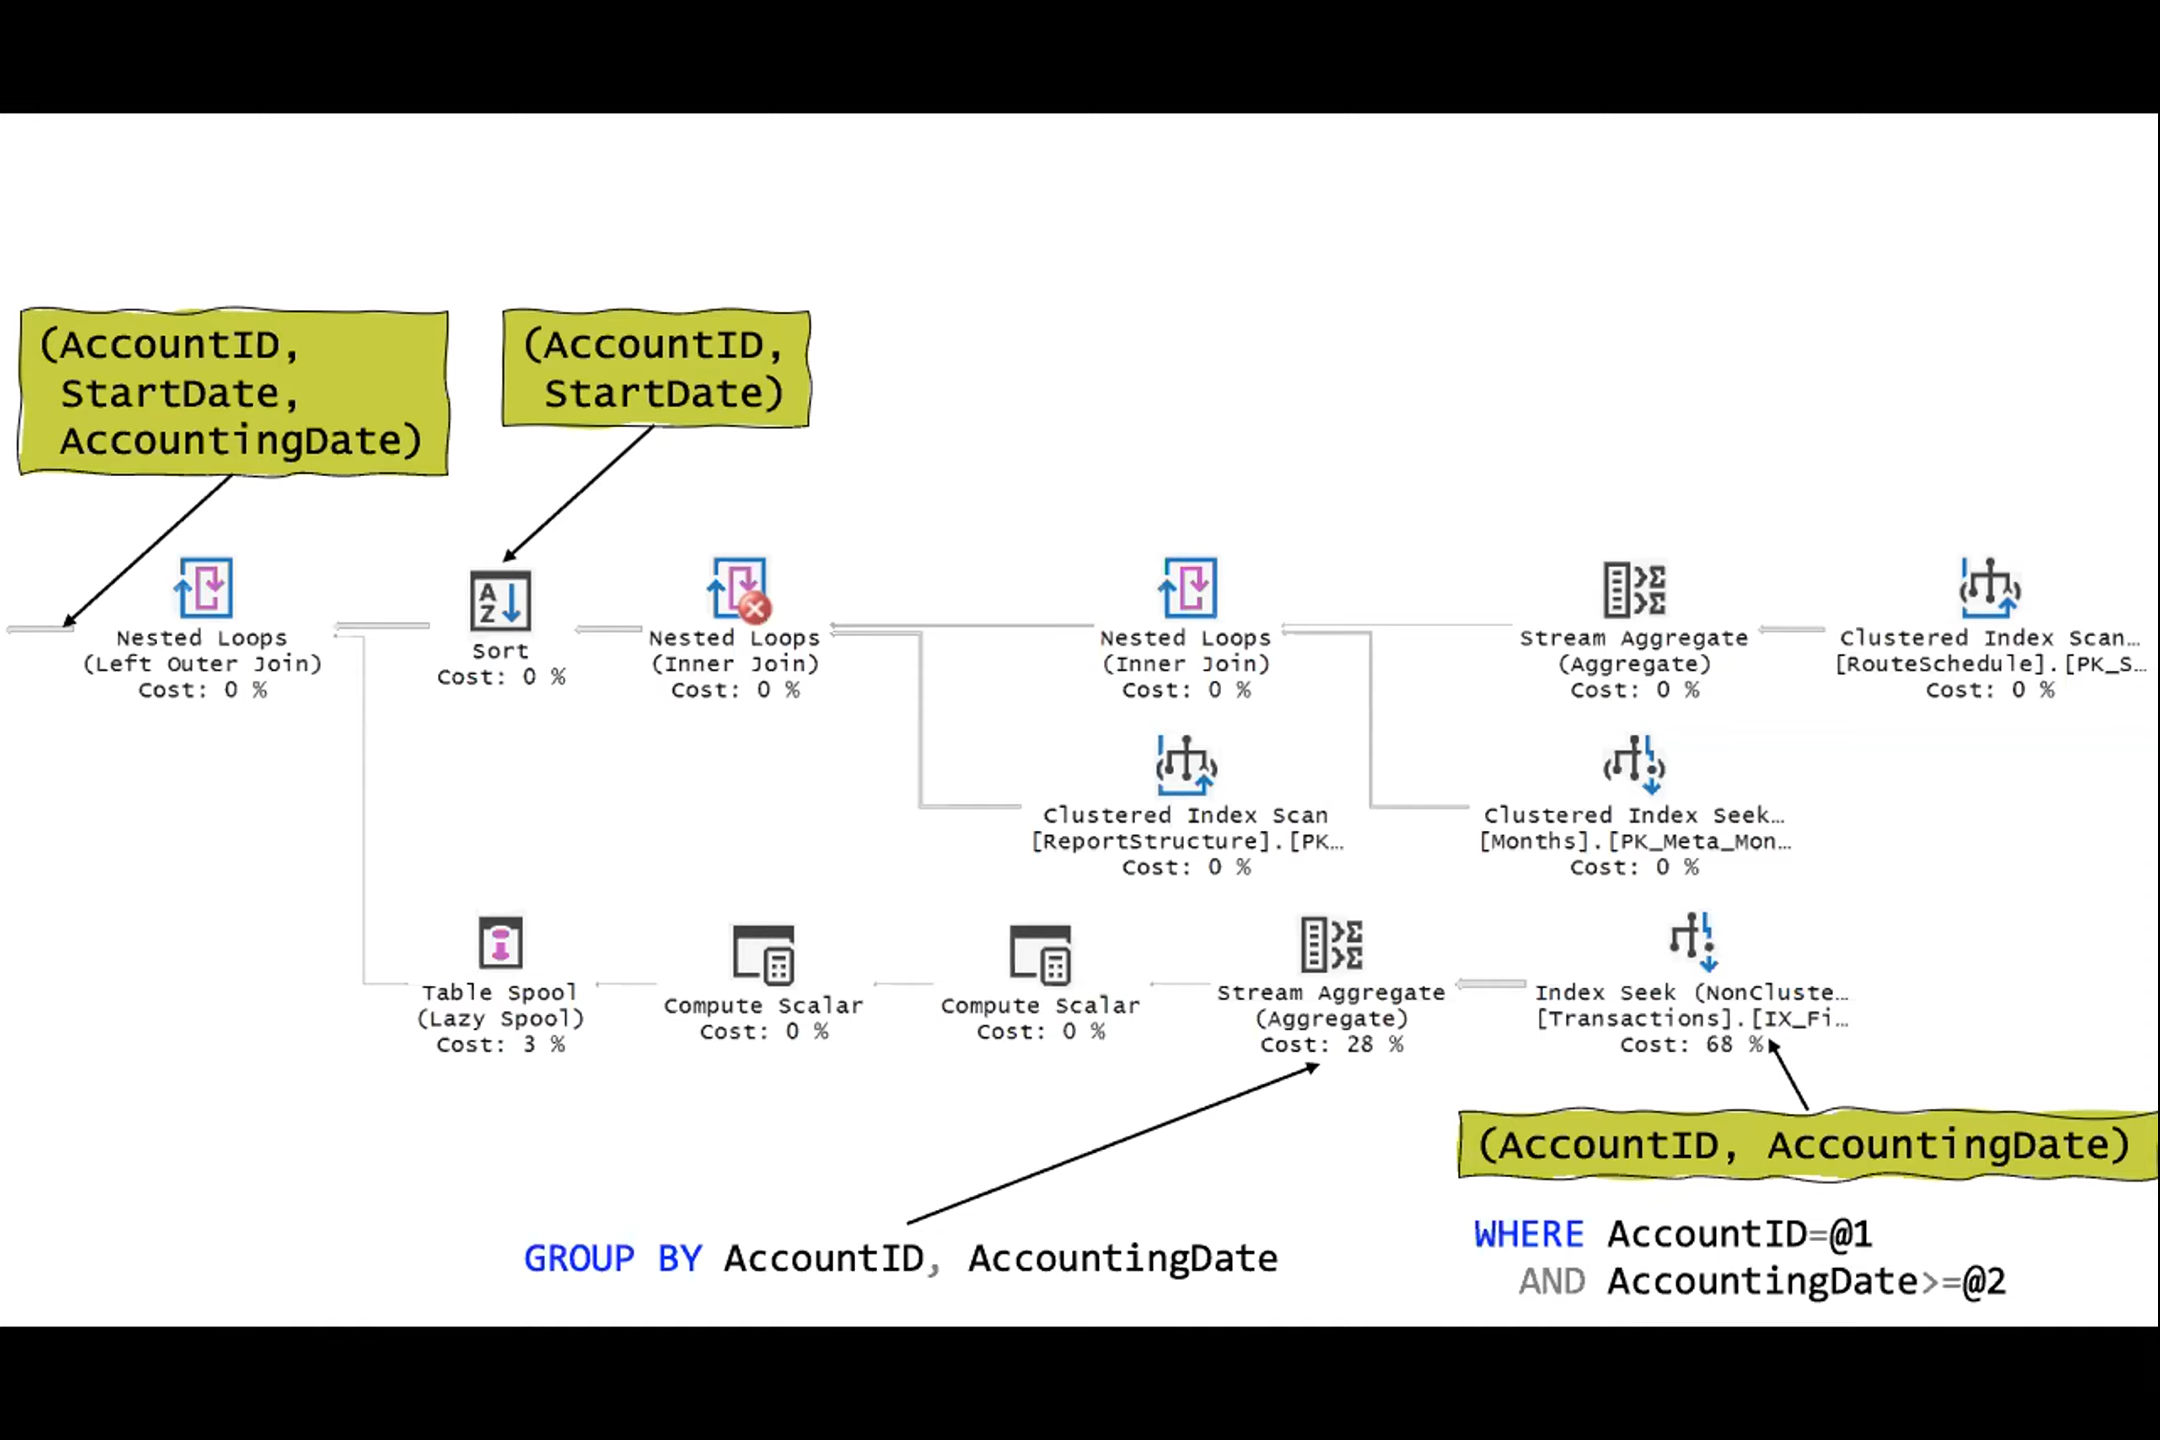 (AccountID,
StartDate,
AccountingDate)
(AccountID,
StartDate)
Nested Loops
(Left Outer Join)
Cost: 0 %
Sort
Cost: 0 %
Nested Loops
(Inner Join)
Cost: 0 %
Nested Loops
(Inner Join)
Cost: 0 %
Stream Aggregate
(Aggregate)
Cost: 0 %
Clustered Index Scan…
[RouteSchedule].[PK_S…
Cost: 0 %
Clustered Index Scan
[ReportStructure].[PK…
Cost: 0 %
Clustered Index Seek…
[Months].[PK_Meta_Mon…
Cost: 0 %
Table Spool
(Lazy Spool)
Cost: 3 %
Compute Scalar
Cost: 0 %
Compute Scalar
Cost: 0 %
Stream Aggregate
(Aggregate)
Cost: 28 %
Index Seek (NonCluste…
[Transactions].[IX_Fi…
Cost: 68 %
(AccountID, AccountingDate)
GROUP BY AccountID, AccountingDate
WHERE AccountID=@1
AND AccountingDate>=@2